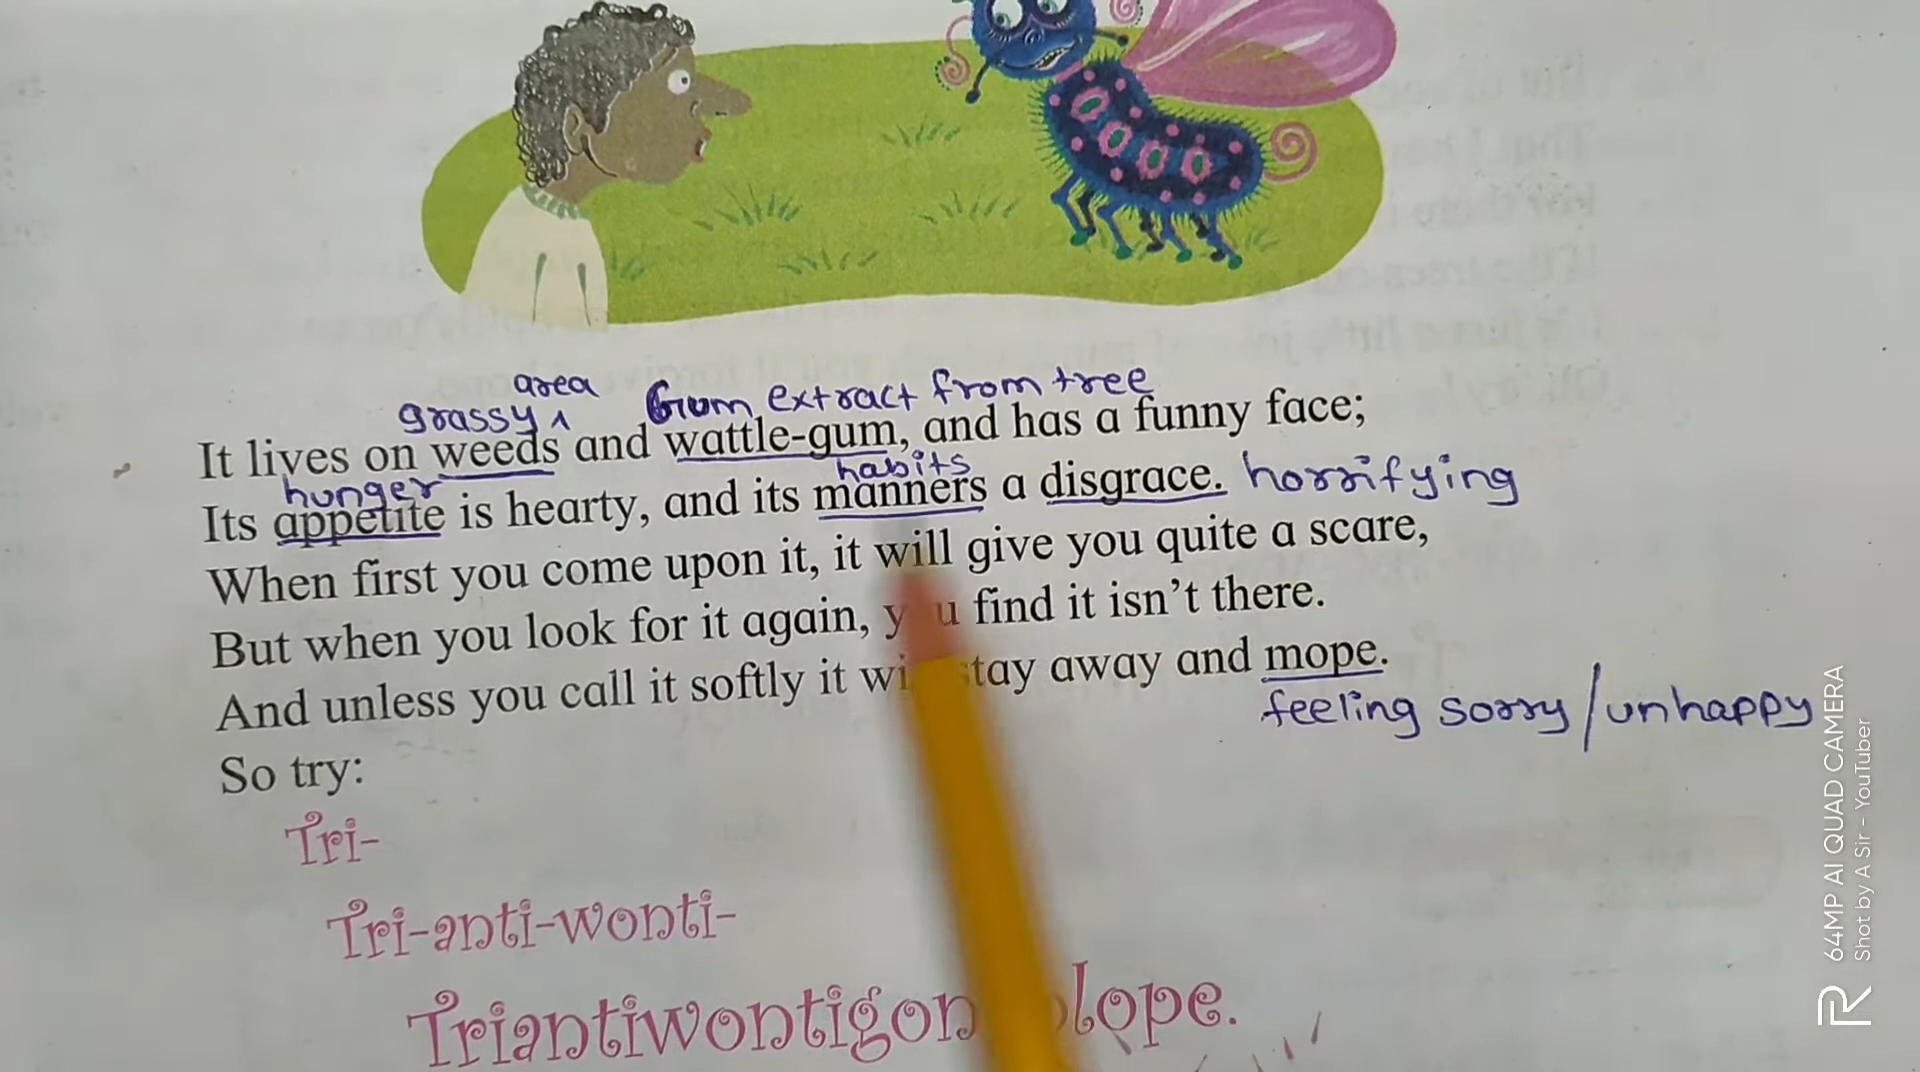 area
grassy ^ Gum extract from tree
It lives on weeds and wattle-gum, and has a funny face;
hunger habits
Its appetite is hearty, and its manners a disgrace. horrifying
When first you come upon it, it will give you quite a scare,
But when you look for it again, y u find it isn't there.
And unless you call it softly it wi tay away and mope.
feeling sorry / unhappy
So try:
Tri-
Tri-anti-wonti-
Triantiwontigon lope.
64MP AI QUAD CAMERA
Shot by A Sir - YouTuber